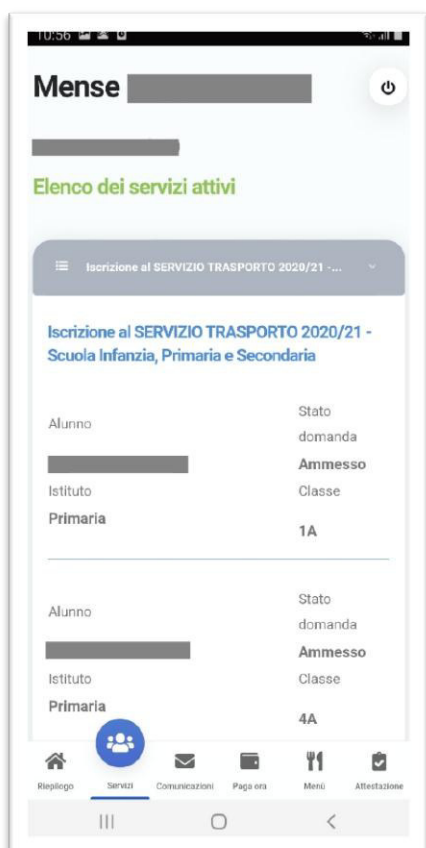 10:56
Mense
Elenco dei servizi attivi
Iscrizione al SERVIZIO TRASPORTO 2020/21 -...
Iscrizione al SERVIZIO TRASPORTO 2020/21 -
Scuola Infanzia, Primaria e Secondaria
Alunno
Stato
domanda
Ammesso
Istituto
Classe
Primaria
1A
Alunno
Stato
domanda
Ammesso
Istituto
Classe
Primaria
4A
Riepilogo Servizi Comunicazioni Paga ora Menù Attestazione